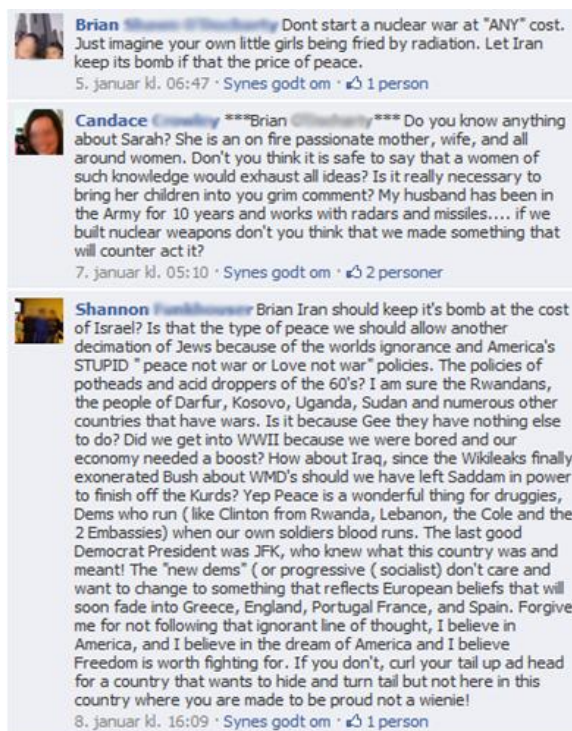 Brian Dont start a nuclear war at "ANY" cost.
Just imagine your own little girls being fried by radiation. Let Iran
keep its bomb if that the price of peace.
5. januar kl. 06:47 · Synes godt om · 1 person
Candace ***Brian *** Do you know anything
about Sarah? She is an on fire passionate mother, wife, and all
around women. Don't you think it is safe to say that a women of
such knowledge would exhaust all ideas? Is it really necessary to
bring her children into you grim comment? My husband has been in
the Army for 10 years and works with radars and missiles.... if we
built nuclear weapons don't you think that we made something that
will counter act it?
7. januar kl. 05:10 · Synes godt om · 2 personer
Shannon Brian Iran should keep it's bomb at the cost
of Israel? Is that the type of peace we should allow another
decimation of Jews because of the worlds ignorance and America's
STUPID " peace not war or Love not war" policies. The policies of
potheads and acid droppers of the 60's? I am sure the Rwandans,
the people of Darfur, Kosovo, Uganda, Sudan and numerous other
countries that have wars. Is it because Gee they have nothing else
to do? Did we get into WWII because we were bored and our
economy needed a boost? How about Iraq, since the Wikileaks finally
exonerated Bush about WMD's should we have left Saddam in power
to finish off the Kurds? Yep Peace is a wonderful thing for druggies,
Dems who run ( like Clinton from Rwanda, Lebanon, the Cole and the
2 Embassies) when our own soldiers blood runs. The last good
Democrat President was JFK, who knew what this country was and
meant! The "new dems" ( or progressive ( socialist) don't care and
want to change to something that reflects European beliefs that will
soon fade into Greece, England, Portugal France, and Spain. Forgive
me for not following that ignorant line of thought, I believe in
America, and I believe in the dream of America and I believe
Freedom is worth fighting for. If you don't, curl your tail up ad head
for a country that wants to hide and turn tail but not here in this
country where you are made to be proud not a wienie!
8. januar kl. 16:09 · Synes godt om · 1 person